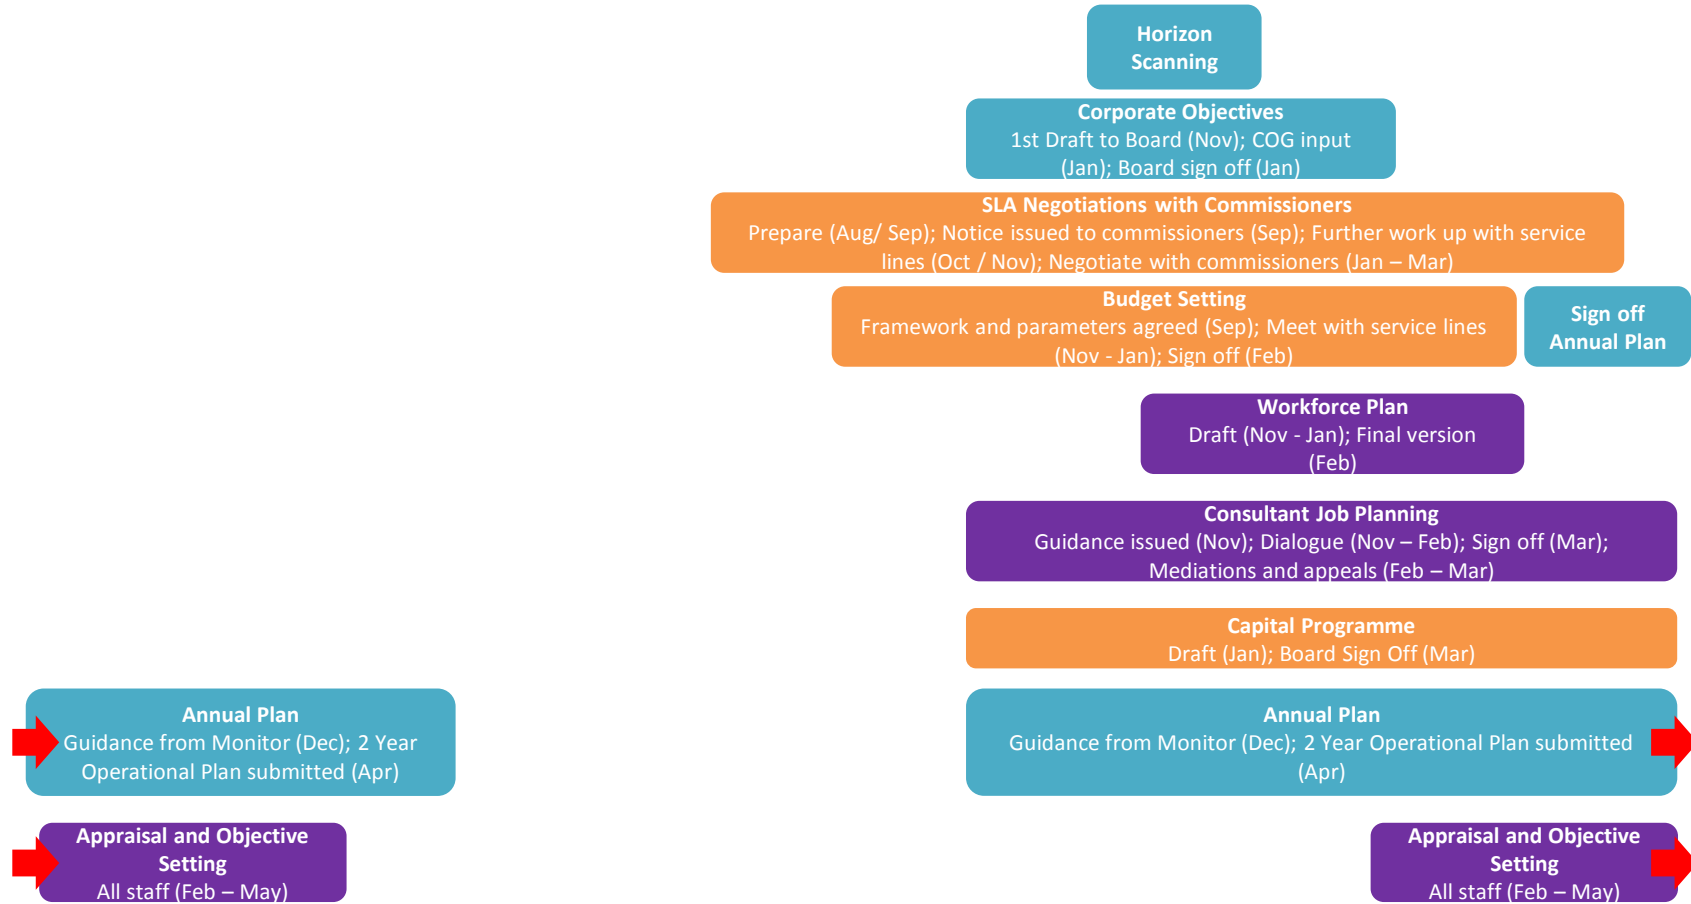 Horizon
Scanning
Corporate Objectives
1st Draft to Board (Nov); COG input
(Jan); Board sign off (Jan)
SLA Negotiations with Commissioners
Prepare (Aug/ Sep); Notice issued to commissioners (Sep); Further work up with service
lines (Oct / Nov); Negotiate with commissioners (Jan – Mar)
Budget Setting
Framework and parameters agreed (Sep); Meet with service lines
(Nov - Jan); Sign off (Feb)
Sign off
Annual Plan
Workforce Plan
Draft (Nov - Jan); Final version
(Feb)
Consultant Job Planning
Guidance issued (Nov); Dialogue (Nov – Feb); Sign off (Mar);
Mediations and appeals (Feb – Mar)
Capital Programme
Draft (Jan); Board Sign Off (Mar)
Annual Plan
Guidance from Monitor (Dec); 2 Year
Operational Plan submitted (Apr)
Annual Plan
Guidance from Monitor (Dec); 2 Year Operational Plan submitted
(Apr)
Appraisal and Objective
Setting
All staff (Feb – May)
Appraisal and Objective
Setting
All staff (Feb – May)